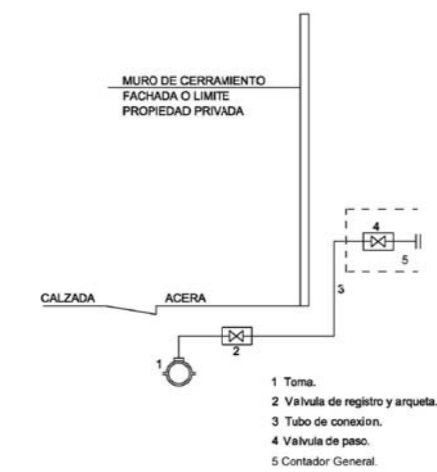 MURO DE CERRAMIENTO
FACHADA O LIMITE
PROPIEDAD PRIVADA
4
5
CALZADA
ACERA
3
1
2
1 Toma.
2 Valvula de registro y arqueta.
3 Tubo de conexion.
4 Valvula de paso.
5 Contador General.